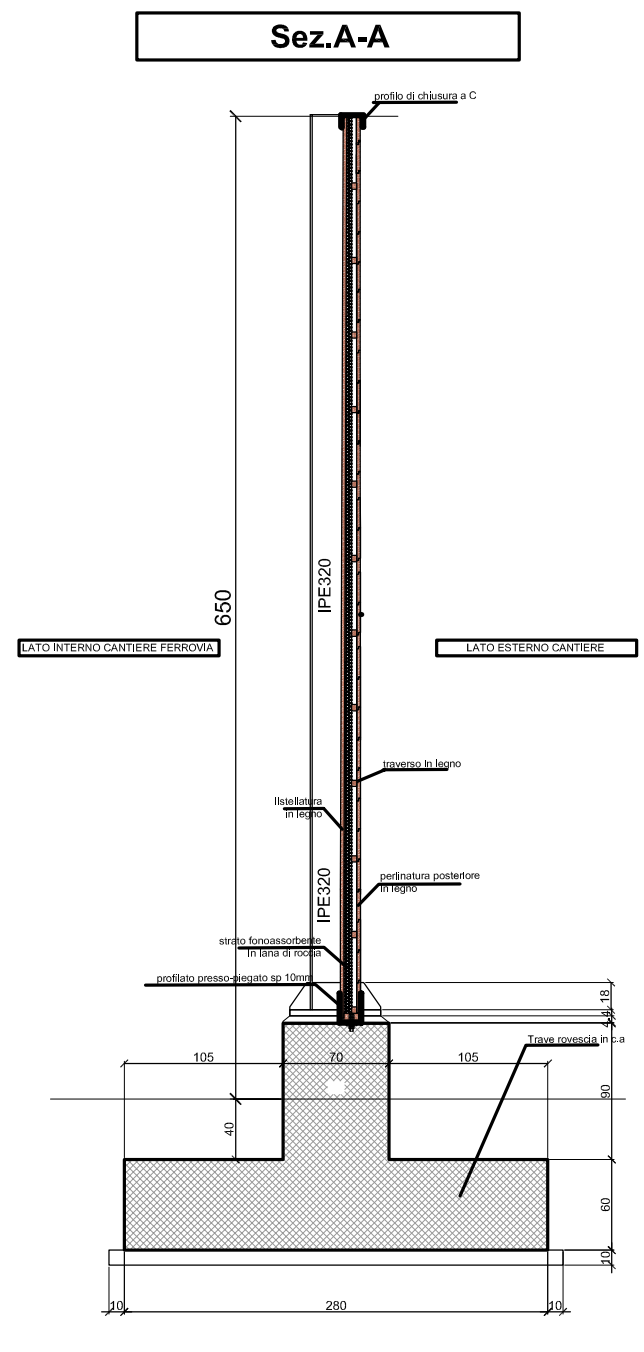 Sez.A-A
profilo di chiusura a C
650
IPE320
LATO INTERNO CANTIERE FERROVIA
LATO ESTERNO CANTIERE
traverso in legno
listellatura
in legno
IPE320
perlinatura posteriore
in legno
strato fonoassorbente
in lana di roccia
profilato presso-piegato sp 10mm
18
4
4
Trave rovescia in c.a
105
70
105
90
40
60
10
10
280
10